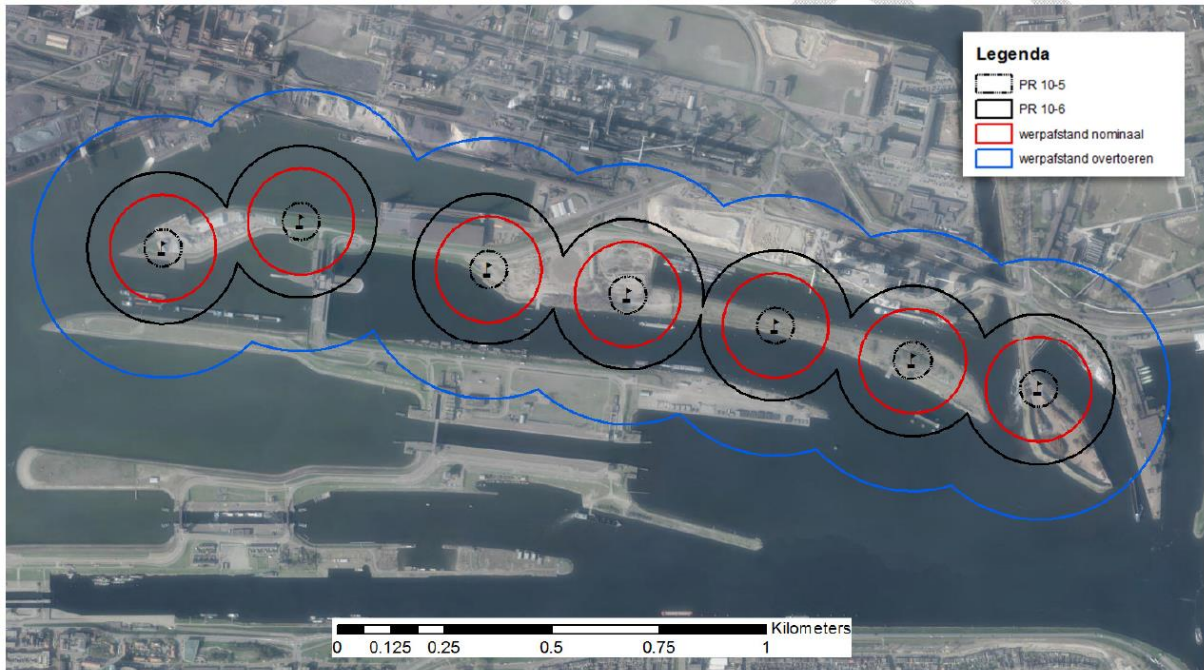 Legenda
PR 10-5
PR 10-6
werpafstand nominaal
werpafstand overtoeren
Kilometers
0 0.125 0.25 0.5 0.75 1